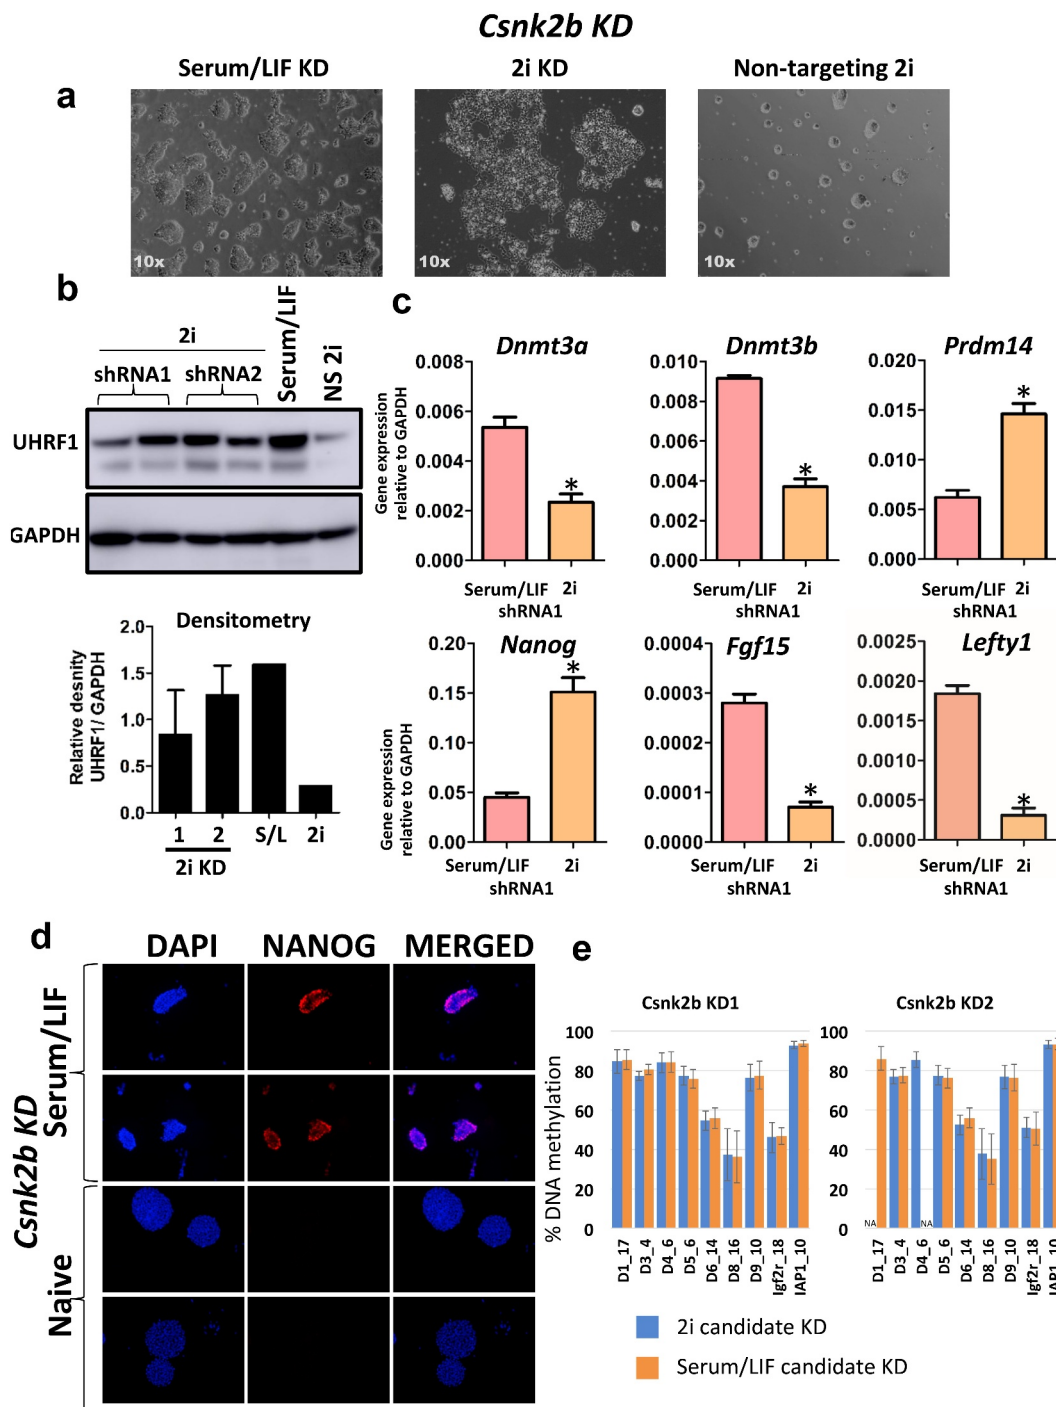 Csnk2b KD
Serum/LIF KD
2i KD
Non-targeting 2i
a
10x
10x
10x
b
2i
shRNA1
shRNA2
Serum/LIF
NS 2i
UHRF1
GAPDH
Densitometry
Relative desnity
UHRF1/ GAPDH
2.0
1.5
1.0
0.5
0.0
1
2
S/L
2i
2i KD
c
Dnmt3a
Gene expression
relative to GAPDH
0.008
0.006
0.004
0.002
0.000
*
Serum/LIF 2i
shRNA1
Dnmt3b
0.010
0.008
0.006
0.004
0.002
0.000
*
Serum/LIF 2i
shRNA1
Prdm14
0.020
0.015
0.010
0.005
0.000
*
Serum/LIF 2i
shRNA1
Nanog
Gene expression
relative to GAPDH
0.20
0.15
0.10
0.05
0.00
*
Serum/LIF 2i
shRNA1
Fgf15
0.0004
0.0003
0.0002
0.0001
0.0000
*
Serum/LIF 2i
shRNA1
Lefty1
0.0025
0.0020
0.0015
0.0010
0.0005
0.0000
*
Serum/LIF 2i
shRNA1
d
DAPI
NANOG
MERGED
Csnk2b KD
Serum/LIF
Naive
e
Csnk2b KD1
% DNA methylation
100
80
60
40
20
0
D1_17
D3_4
D4_6
D5_6
D6_14
D8_16
D9_10
Igf2r_18
IAP1_10
Csnk2b KD2
100
80
60
40
20
0
NA
NA
D1_17
D3_4
D4_6
D5_6
D6_14
D8_16
D9_10
Igf2r_18
IAP1_10
2i candidate KD
Serum/LIF candidate KD